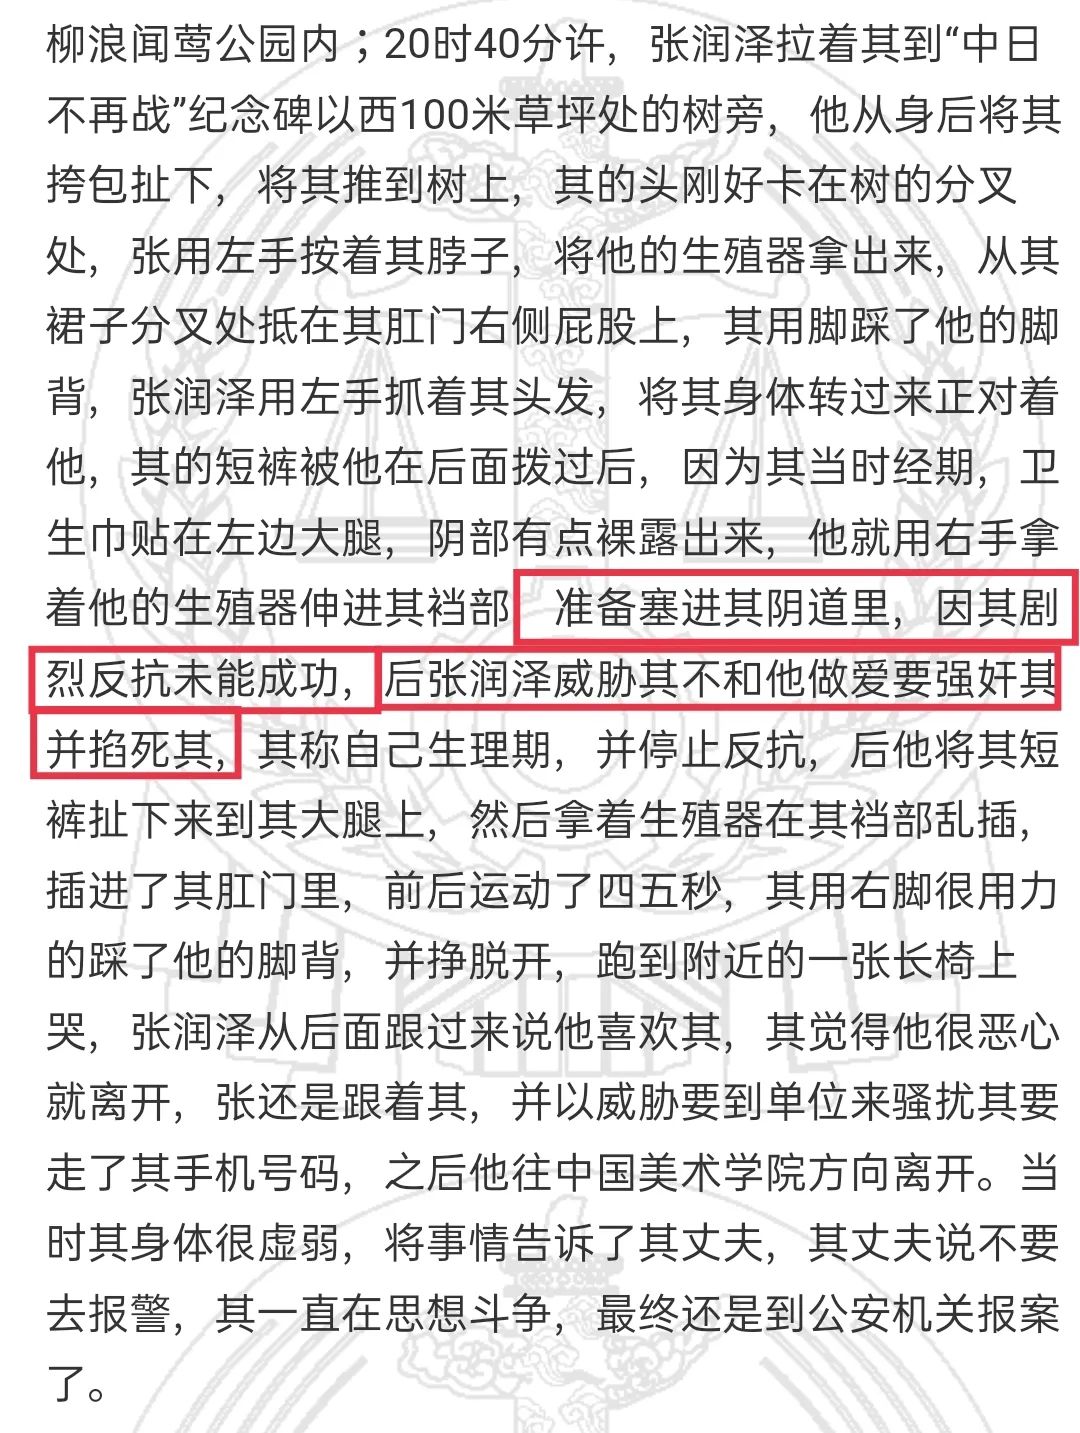 柳浪闻莺公园内；20时40分许，张润泽拉着其到“中日
不再战”纪念碑以西100米草坪处的树旁，他从身后将其
挎包扯下，将其推到树上，其的头刚好卡在树的分叉
处，张用左手按着其脖子，将他的生殖器拿出来，从其
裙子分叉处抵在其肛门右侧屁股上，其用脚踩了他的脚
背，张润泽用左手抓着其头发，将其身体转过来正对着
他，其的短裤被他在后面拨过后，因为其当时经期，卫
生巾贴在左边大腿，阴部有点裸露出来，他就用右手拿
着他的生殖器伸进其裆部 准备塞进其阴道里，因其剧
烈反抗未能成功，后张润泽威胁其不和他做爱要强奸其
并掐死其，其称自己生理期，并停止反抗，后他将其短
裤扯下来到其大腿上，然后拿着生殖器在其裆部乱插，
插进了其肛门里，前后运动了四五秒，其用右脚很用力
的踩了他的脚背，并挣脱开，跑到附近的一张长椅上
哭，张润泽从后面跟过来说他喜欢其，其觉得他很恶心
就离开，张还是跟着其，并以威胁要到单位来骚扰其要
走了其手机号码，之后他往中国美术学院方向离开。当
时其身体很虚弱，将事情告诉了其丈夫，其丈夫说不要
去报警，其一直在思想斗争，最终还是到公安机关报案
了。